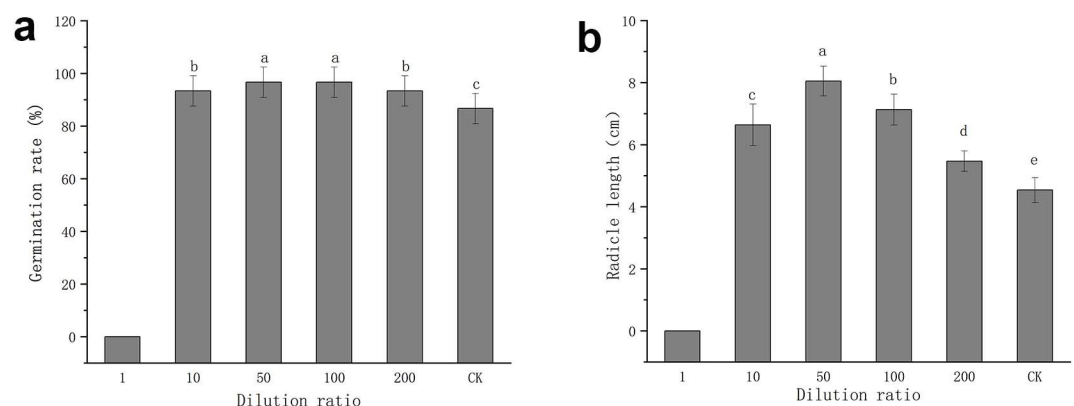 a
Germination rate (%)
120
100
80
60
40
20
0
b
a
a
b
c
1 10 50 100 200 CK
Dilution ratio
b
Radicle length (cm)
10
8
6
4
2
0
c
a
b
d
e
1 10 50 100 200 CK
Dilution ratio